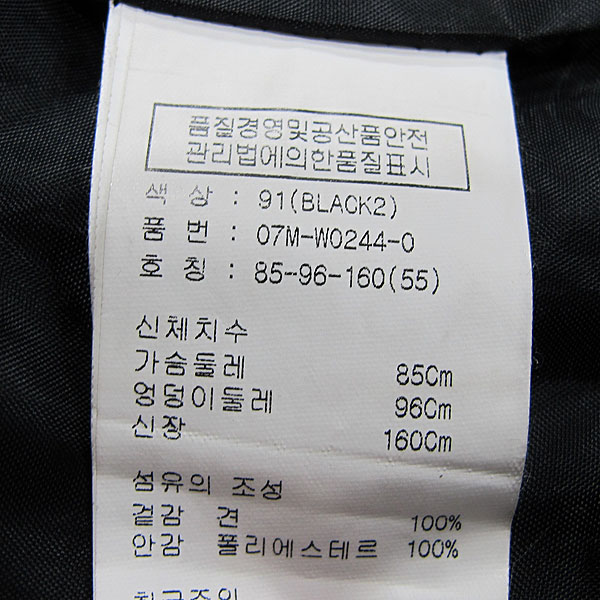 품질경영및공산품안전
관리법에의한품질표시
색 상 : 91(BLACK2)
품 번 : 07M-W0244-0
호 칭 : 85-96-160(55)
신체치수
가슴둘레 85Cm
엉덩이둘레 96Cm
신장 160Cm
섬유의 조성
겉감 견 100%
안감 폴리에스테르 100%